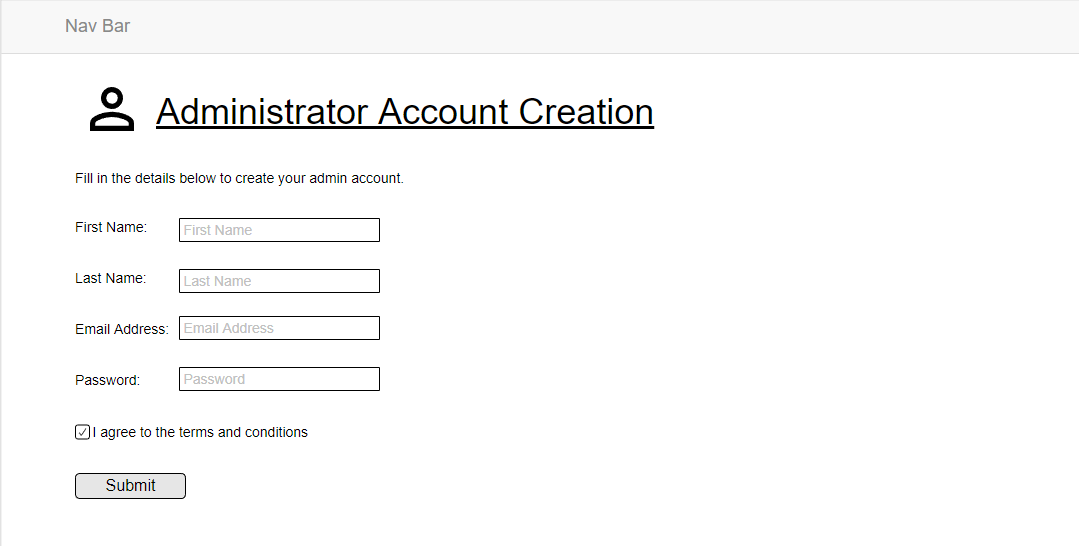 Nav Bar
Administrator Account Creation
Fill in the details below to create your admin account.
First Name: First Name
Last Name: Last Name
Email Address: Email Address
Password: Password
I agree to the terms and conditions
Submit